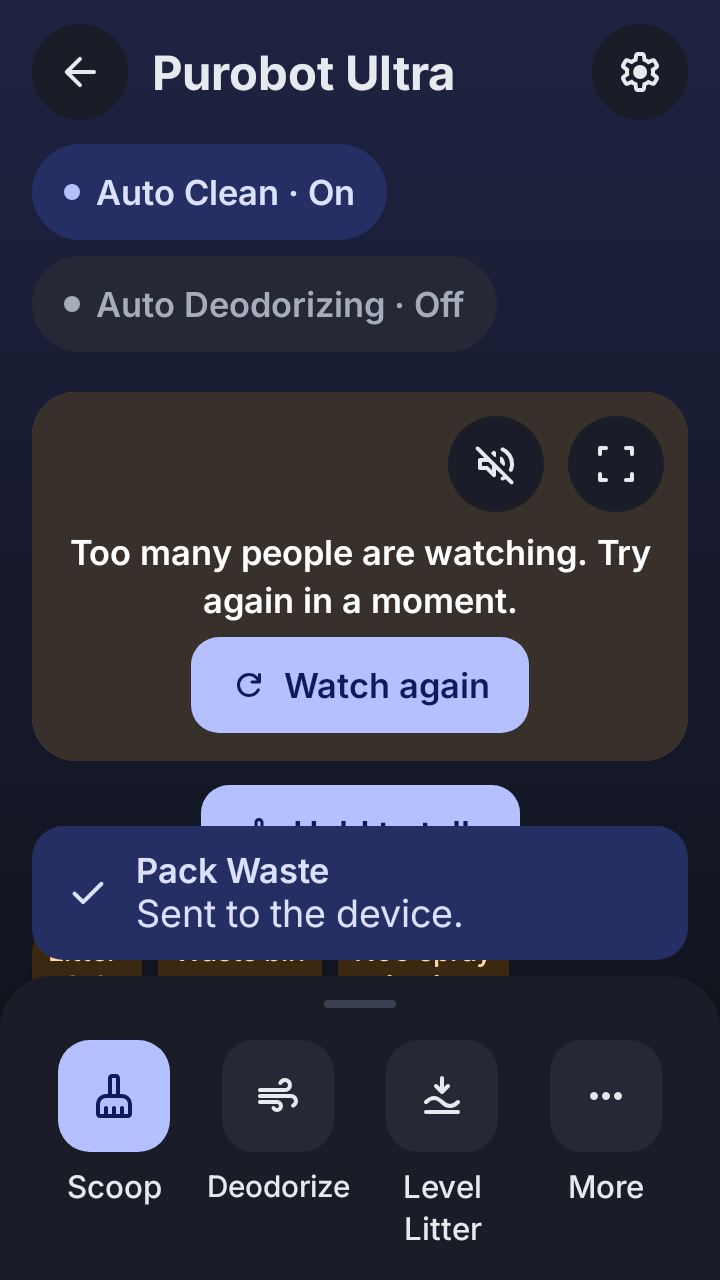 Purobot Ultra
Auto Clean · On
Auto Deodorizing · Off
Too many people are watching. Try
again in a moment.
Watch again
Pack Waste
Sent to the device.
Scoop
Deodorize
Level
Litter
More